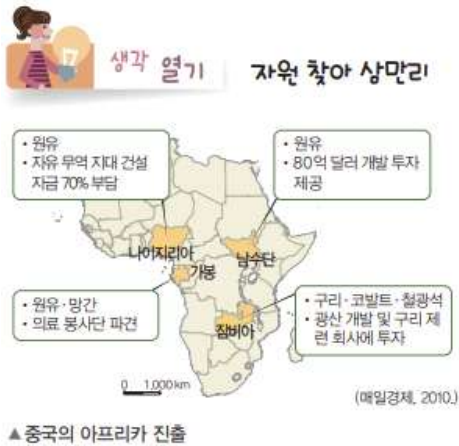 생각 열기 자원 찾아 삼만리
• 원유
• 자유 무역 지대 건설
자금 70% 부담
• 원유
• 80억 달러 개발 투자
제공
나이지리아
남수단
가봉
• 원유·망간
• 의료 봉사단 파견
• 구리·코발트·철광석
• 광산 개발 및 구리 제
련 회사에 투자
잠비아
0 1,000km
(매일경제, 2010.)
▲중국의 아프리카 진출